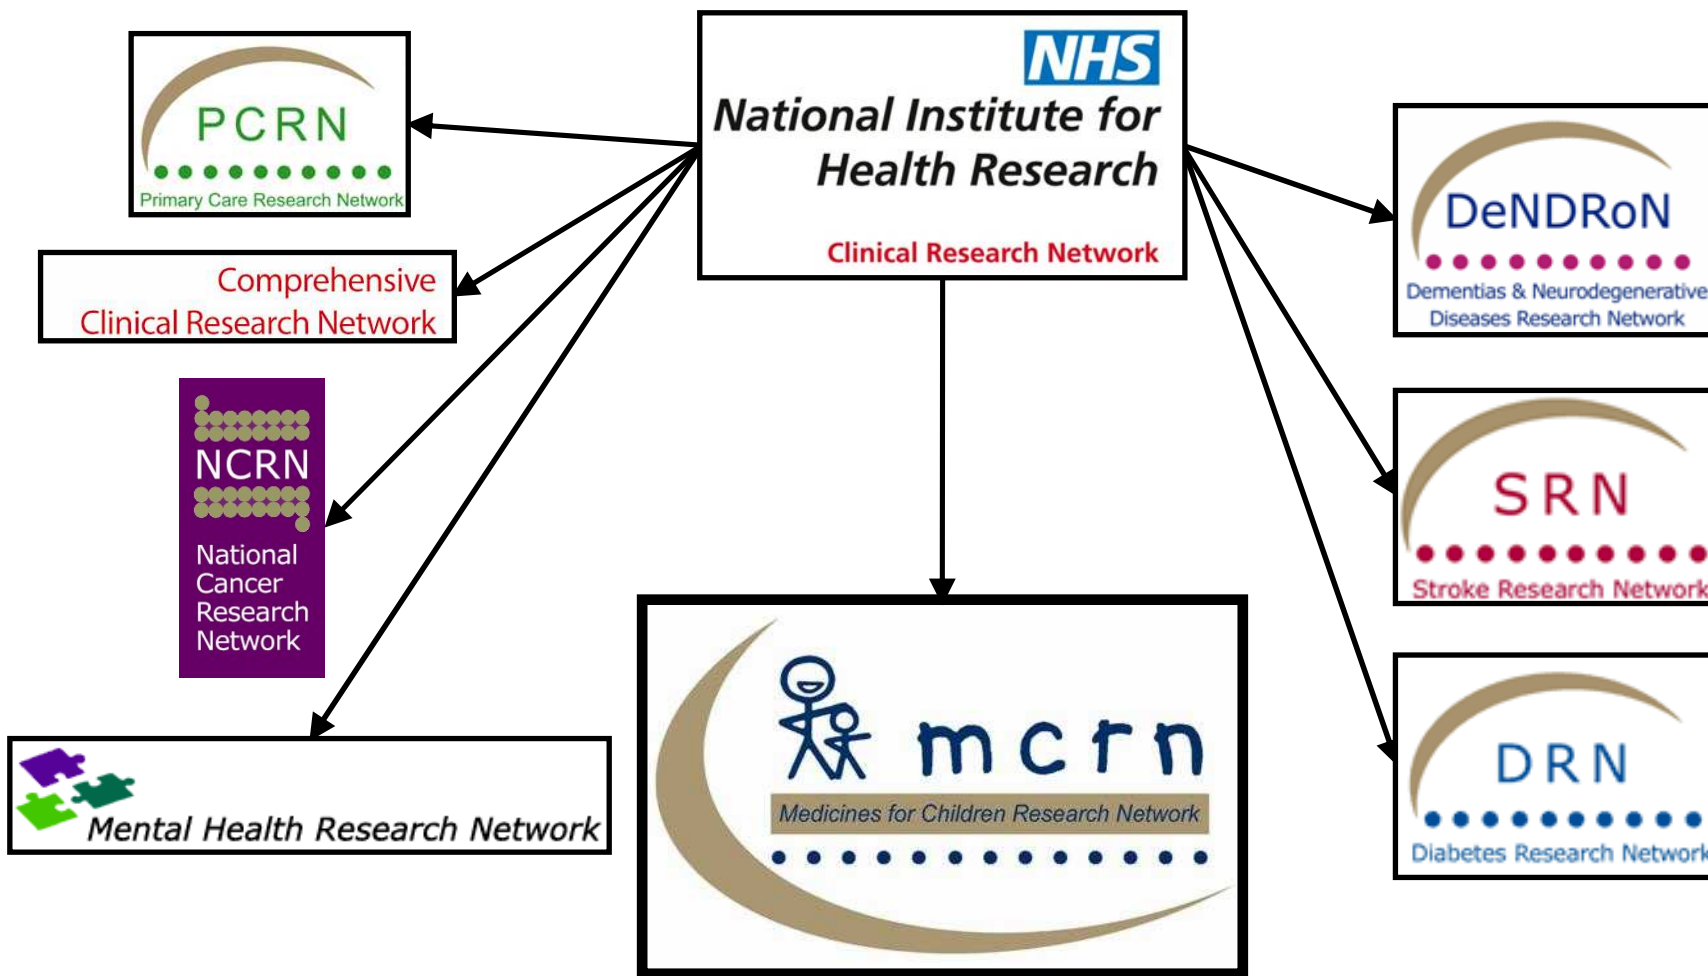 NHS
National Institute for
Health Research
Clinical Research Network
PCRN
Primary Care Research Network
Comprehensive
Clinical Research Network
NCRN
National
Cancer
Research
Network
Mental Health Research Network
mcrn
Medicines for Children Research Network
DeNDRoN
Dementias & Neurodegenerative
Diseases Research Network
SRN
Stroke Research Network
DRN
Diabetes Research Network